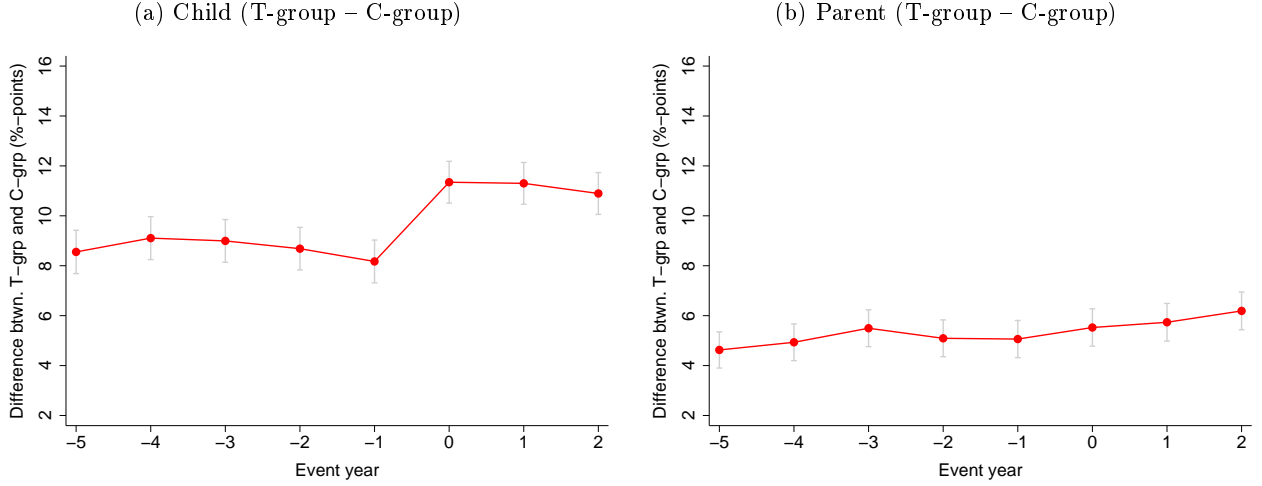 (a) Child (T-group – C-group)
Difference btwn. T−grp and C−grp (%−points)
16
14
12
10
8
6
4
2
−5 −4 −3 −2 −1 0 1 2
Event year
(b) Parent (T-group – C-group)
Difference btwn. T−grp and C−grp (%−points)
16
14
12
10
8
6
4
2
−5 −4 −3 −2 −1 0 1 2
Event year